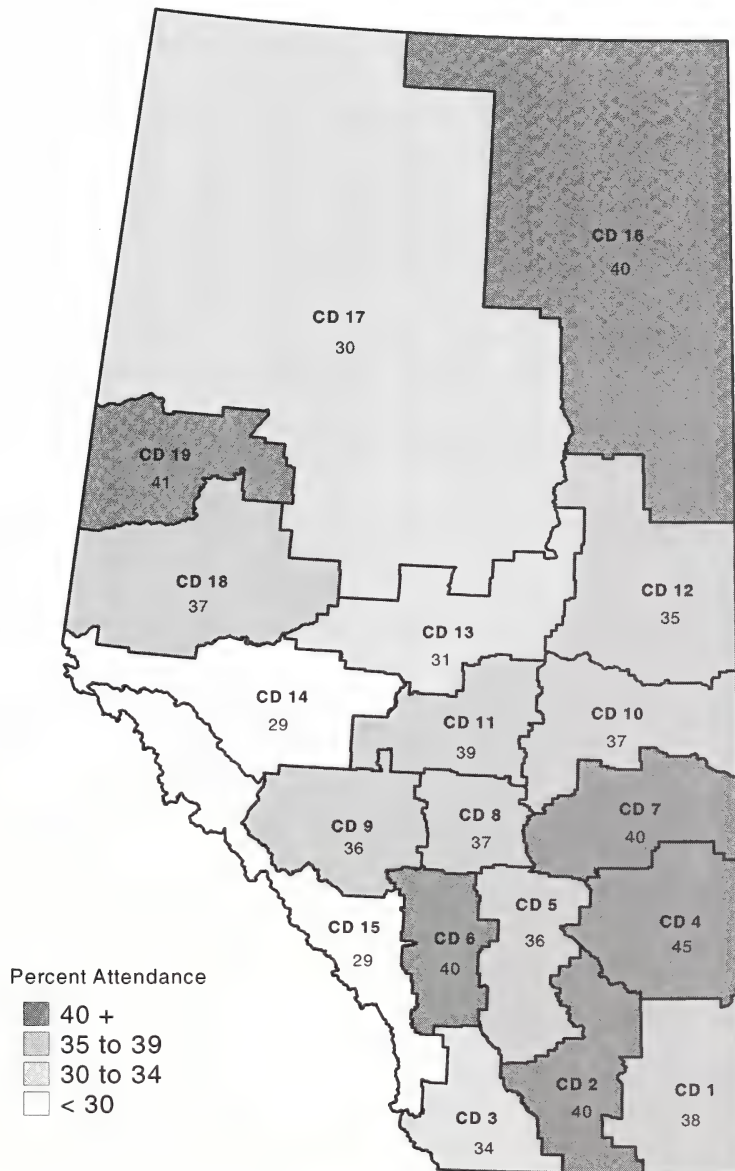 CD 16
40
CD 17
30
CD 19
41
CD 18
37
CD 12
35
CD 13
31
CD 14
29
CD 11
39
CD 10
37
CD 9
36
CD 8
37
CD 7
40
CD 15
29
CD 6
40
CD 5
36
CD 4
45
CD 3
34
CD 2
40
CD 1
38
Percent Attendance
40 +
35 to 39
30 to 34
< 30